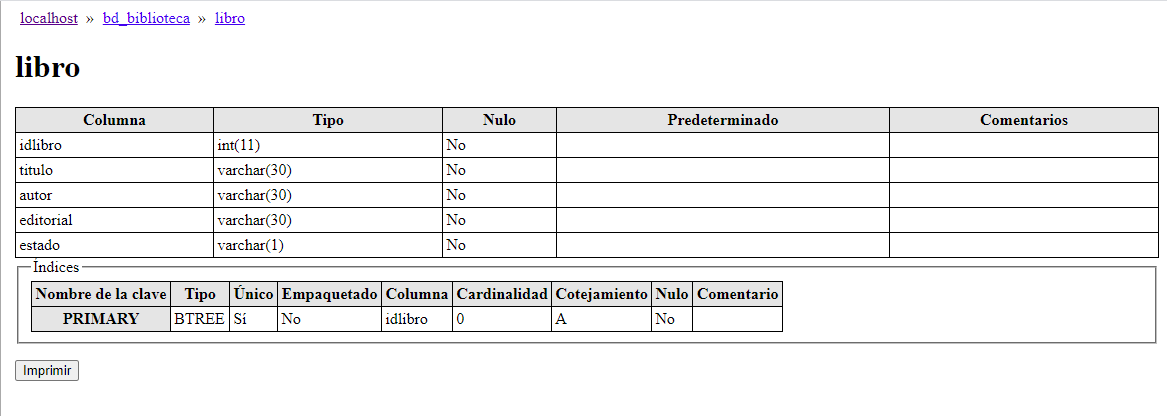 localhost » bd_biblioteca » libro
libro
Columna Tipo Nulo Predeterminado Comentarios
idlibro int(11) No
titulo varchar(30) No
autor varchar(30) No
editorial varchar(30) No
estado varchar(1) No
Índices
Nombre de la clave Tipo Único Empaquetado Columna Cardinalidad Cotejamiento Nulo Comentario
PRIMARY BTREE Sí No idlibro 0 A No
Imprimir